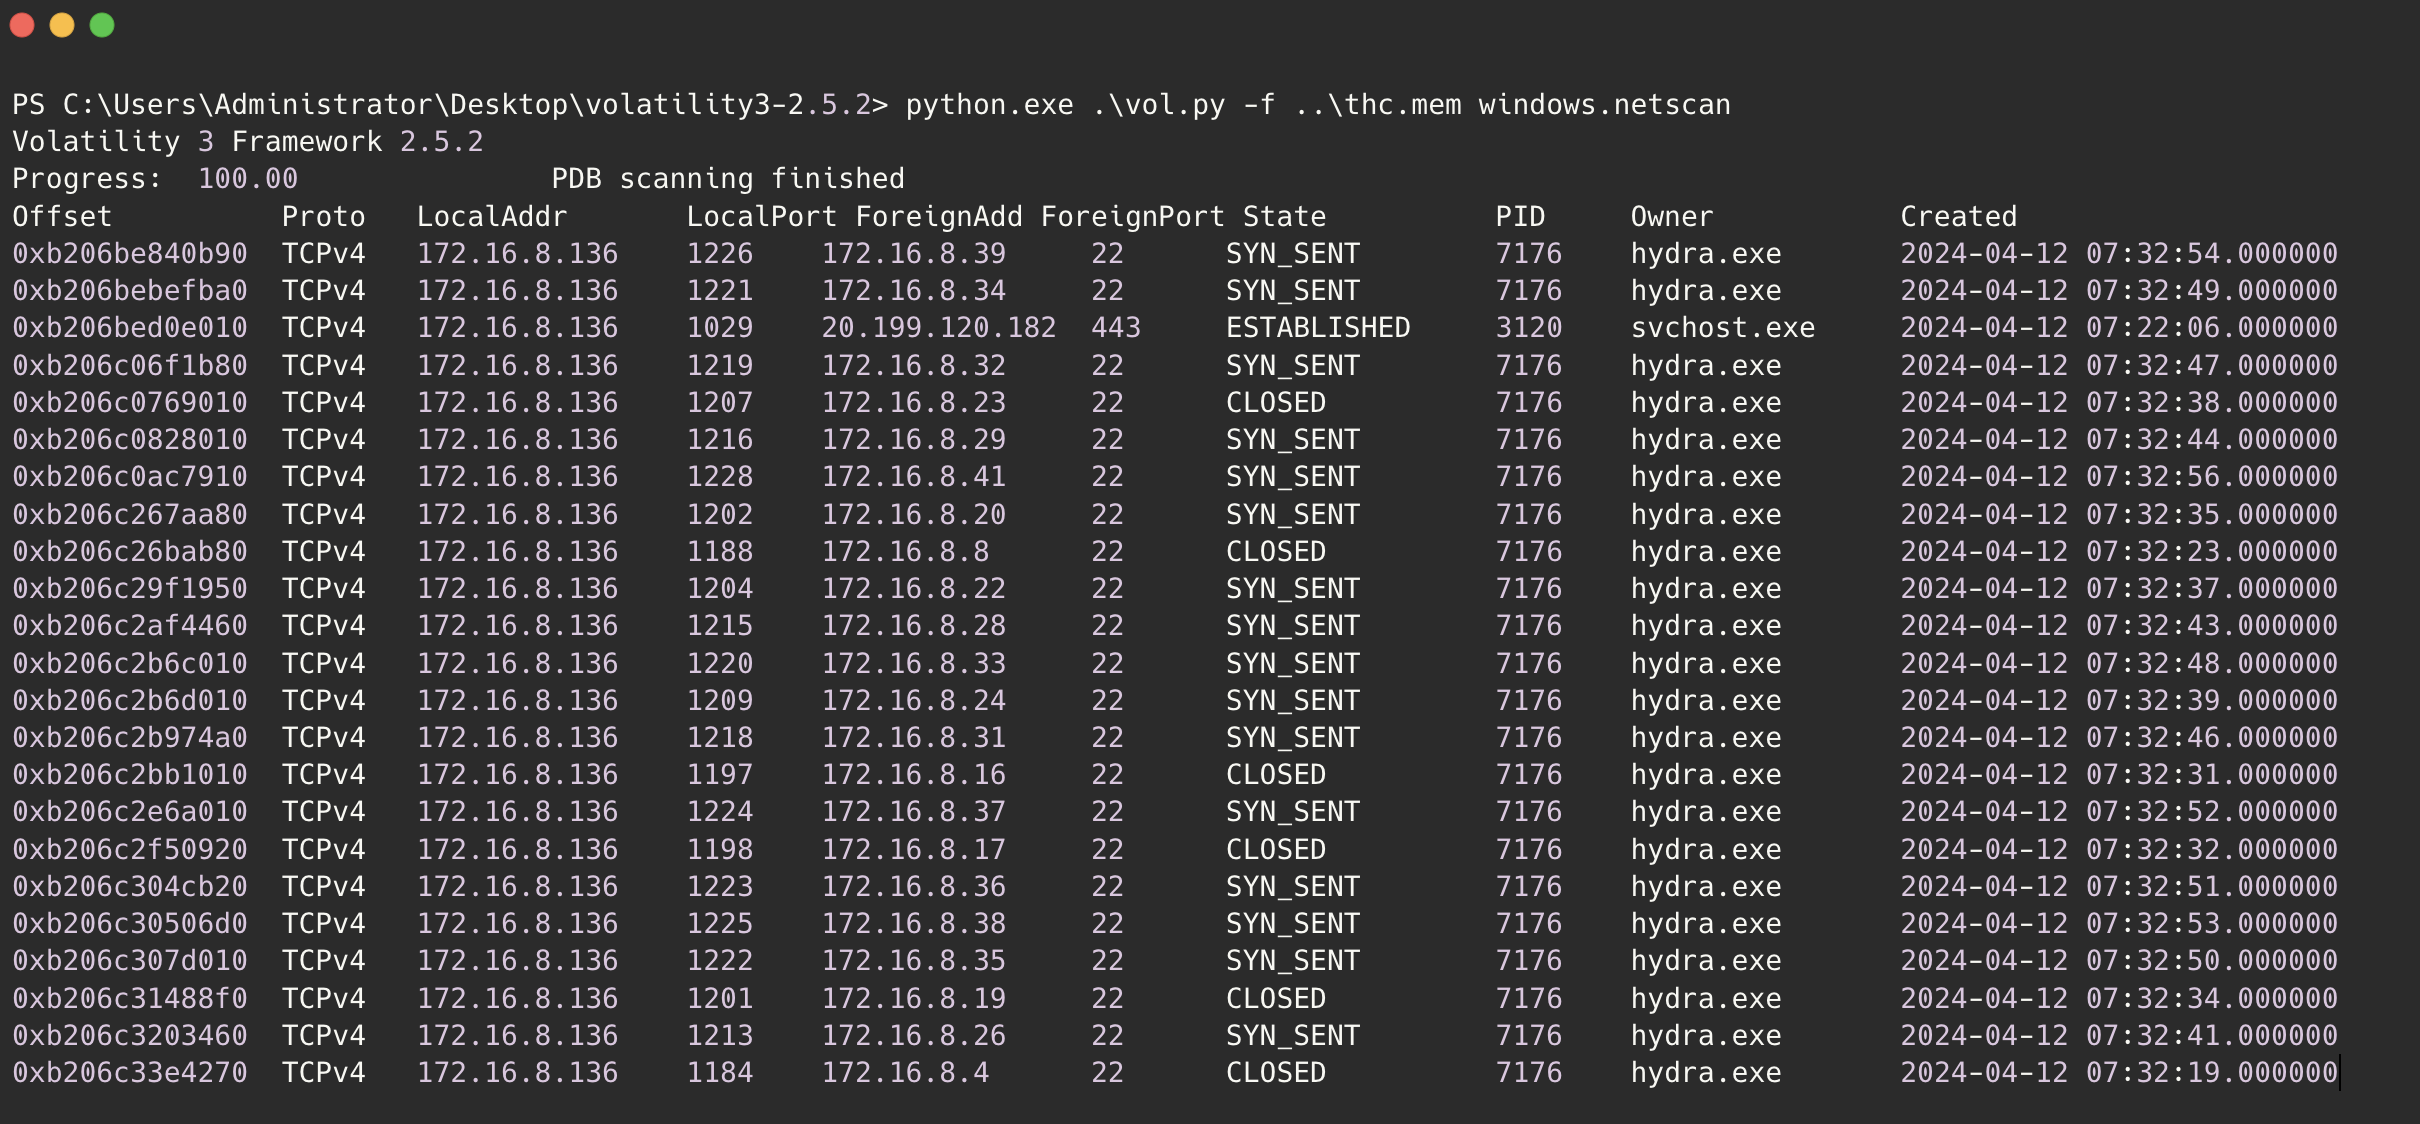 PS C:\Users\Administrator\Desktop\volatility3-2.5.2> python.exe .\vol.py -f ..\thc.mem windows.netscan
Volatility 3 Framework 2.5.2
Progress:  100.00               PDB scanning finished
Offset          Proto   LocalAddr       LocalPort ForeignAdd ForeignPort State          PID     Owner           Created
0xb206be840b90  TCPv4   172.16.8.136    1226    172.16.8.39     22      SYN_SENT        7176    hydra.exe       2024-04-12 07:32:54.000000
0xb206bebefba0  TCPv4   172.16.8.136    1221    172.16.8.34     22      SYN_SENT        7176    hydra.exe       2024-04-12 07:32:49.000000
0xb206bed0e010  TCPv4   172.16.8.136    1029    20.199.120.182  443     ESTABLISHED     3120    svchost.exe     2024-04-12 07:22:06.000000
0xb206c06f1b80  TCPv4   172.16.8.136    1219    172.16.8.32     22      SYN_SENT        7176    hydra.exe       2024-04-12 07:32:47.000000
0xb206c0769010  TCPv4   172.16.8.136    1207    172.16.8.23     22      CLOSED          7176    hydra.exe       2024-04-12 07:32:38.000000
0xb206c0828010  TCPv4   172.16.8.136    1216    172.16.8.29     22      SYN_SENT        7176    hydra.exe       2024-04-12 07:32:44.000000
0xb206c0ac7910  TCPv4   172.16.8.136    1228    172.16.8.41     22      SYN_SENT        7176    hydra.exe       2024-04-12 07:32:56.000000
0xb206c267aa80  TCPv4   172.16.8.136    1202    172.16.8.20     22      SYN_SENT        7176    hydra.exe       2024-04-12 07:32:35.000000
0xb206c26bab80  TCPv4   172.16.8.136    1188    172.16.8.8      22      CLOSED          7176    hydra.exe       2024-04-12 07:32:23.000000
0xb206c29f1950  TCPv4   172.16.8.136    1204    172.16.8.22     22      SYN_SENT        7176    hydra.exe       2024-04-12 07:32:37.000000
0xb206c2af4460  TCPv4   172.16.8.136    1215    172.16.8.28     22      SYN_SENT        7176    hydra.exe       2024-04-12 07:32:43.000000
0xb206c2b6c010  TCPv4   172.16.8.136    1220    172.16.8.33     22      SYN_SENT        7176    hydra.exe       2024-04-12 07:32:48.000000
0xb206c2b6d010  TCPv4   172.16.8.136    1209    172.16.8.24     22      SYN_SENT        7176    hydra.exe       2024-04-12 07:32:39.000000
0xb206c2b974a0  TCPv4   172.16.8.136    1218    172.16.8.31     22      SYN_SENT        7176    hydra.exe       2024-04-12 07:32:46.000000
0xb206c2bb1010  TCPv4   172.16.8.136    1197    172.16.8.16     22      CLOSED          7176    hydra.exe       2024-04-12 07:32:31.000000
0xb206c2e6a010  TCPv4   172.16.8.136    1224    172.16.8.37     22      SYN_SENT        7176    hydra.exe       2024-04-12 07:32:52.000000
0xb206c2f50920  TCPv4   172.16.8.136    1198    172.16.8.17     22      CLOSED          7176    hydra.exe       2024-04-12 07:32:32.000000
0xb206c304cb20  TCPv4   172.16.8.136    1223    172.16.8.36     22      SYN_SENT        7176    hydra.exe       2024-04-12 07:32:51.000000
0xb206c30506d0  TCPv4   172.16.8.136    1225    172.16.8.38     22      SYN_SENT        7176    hydra.exe       2024-04-12 07:32:53.000000
0xb206c307d010  TCPv4   172.16.8.136    1222    172.16.8.35     22      SYN_SENT        7176    hydra.exe       2024-04-12 07:32:50.000000
0xb206c31488f0  TCPv4   172.16.8.136    1201    172.16.8.19     22      CLOSED          7176    hydra.exe       2024-04-12 07:32:34.000000
0xb206c3203460  TCPv4   172.16.8.136    1213    172.16.8.26     22      SYN_SENT        7176    hydra.exe       2024-04-12 07:32:41.000000
0xb206c33e4270  TCPv4   172.16.8.136    1184    172.16.8.4      22      CLOSED          7176    hydra.exe       2024-04-12 07:32:19.000000